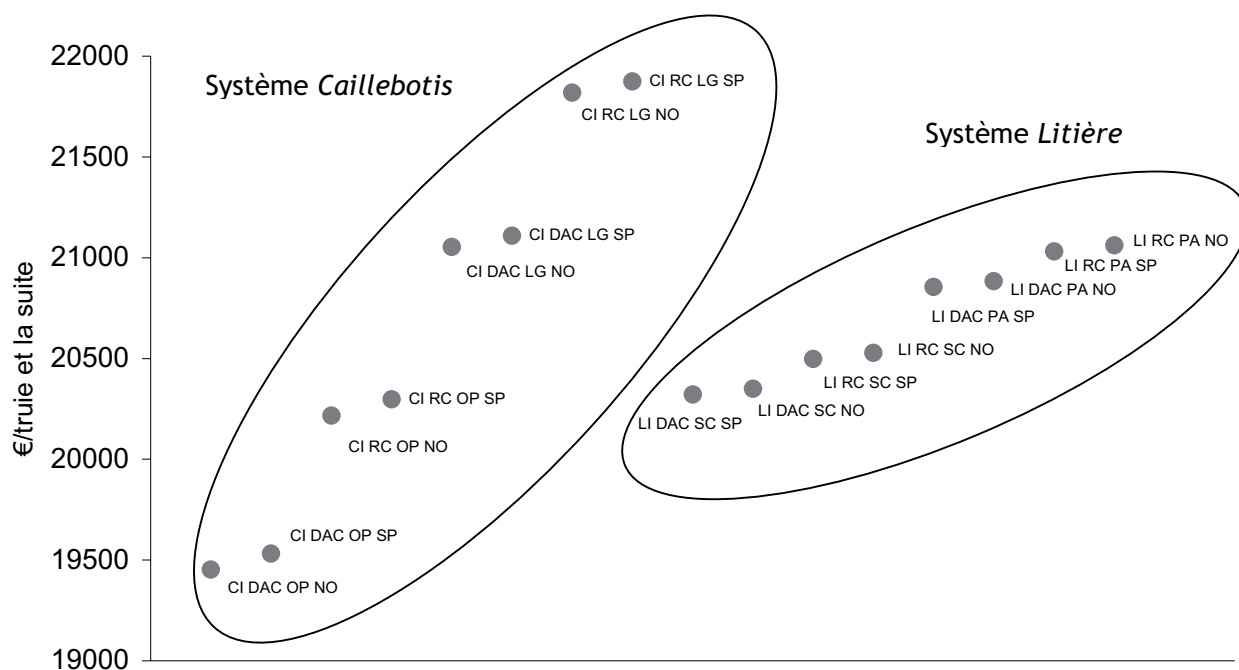 22000
21500
21000
20500
20000
19500
19000
€/truie et la suite
Système Caillebotis
CI RC LG SP
CI RC LG NO
CI DAC LG SP
CI DAC LG NO
CI RC OP SP
CI RC OP NO
CI DAC OP SP
CI DAC OP NO
Système Litière
LI RC PA NO
LI RC PA SP
LI DAC PA NO
LI DAC PA SP
LI RC SC NO
LI RC SC SP
LI DAC SC NO
LI DAC SC SP